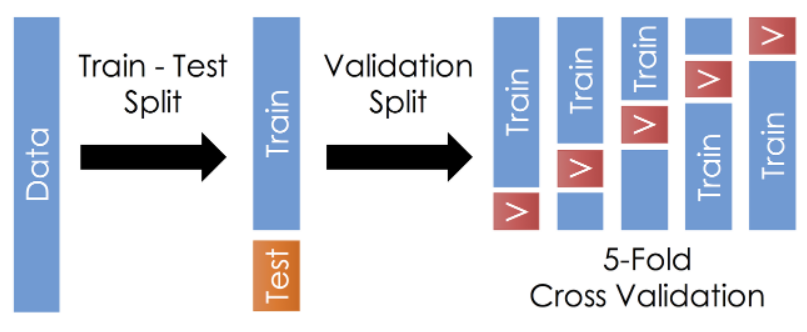 Data
Train - Test
Split
Train
Test
Validation
Split
Train
V
Train
V
Train
V
V
Train
V
Train
5-Fold
Cross Validation